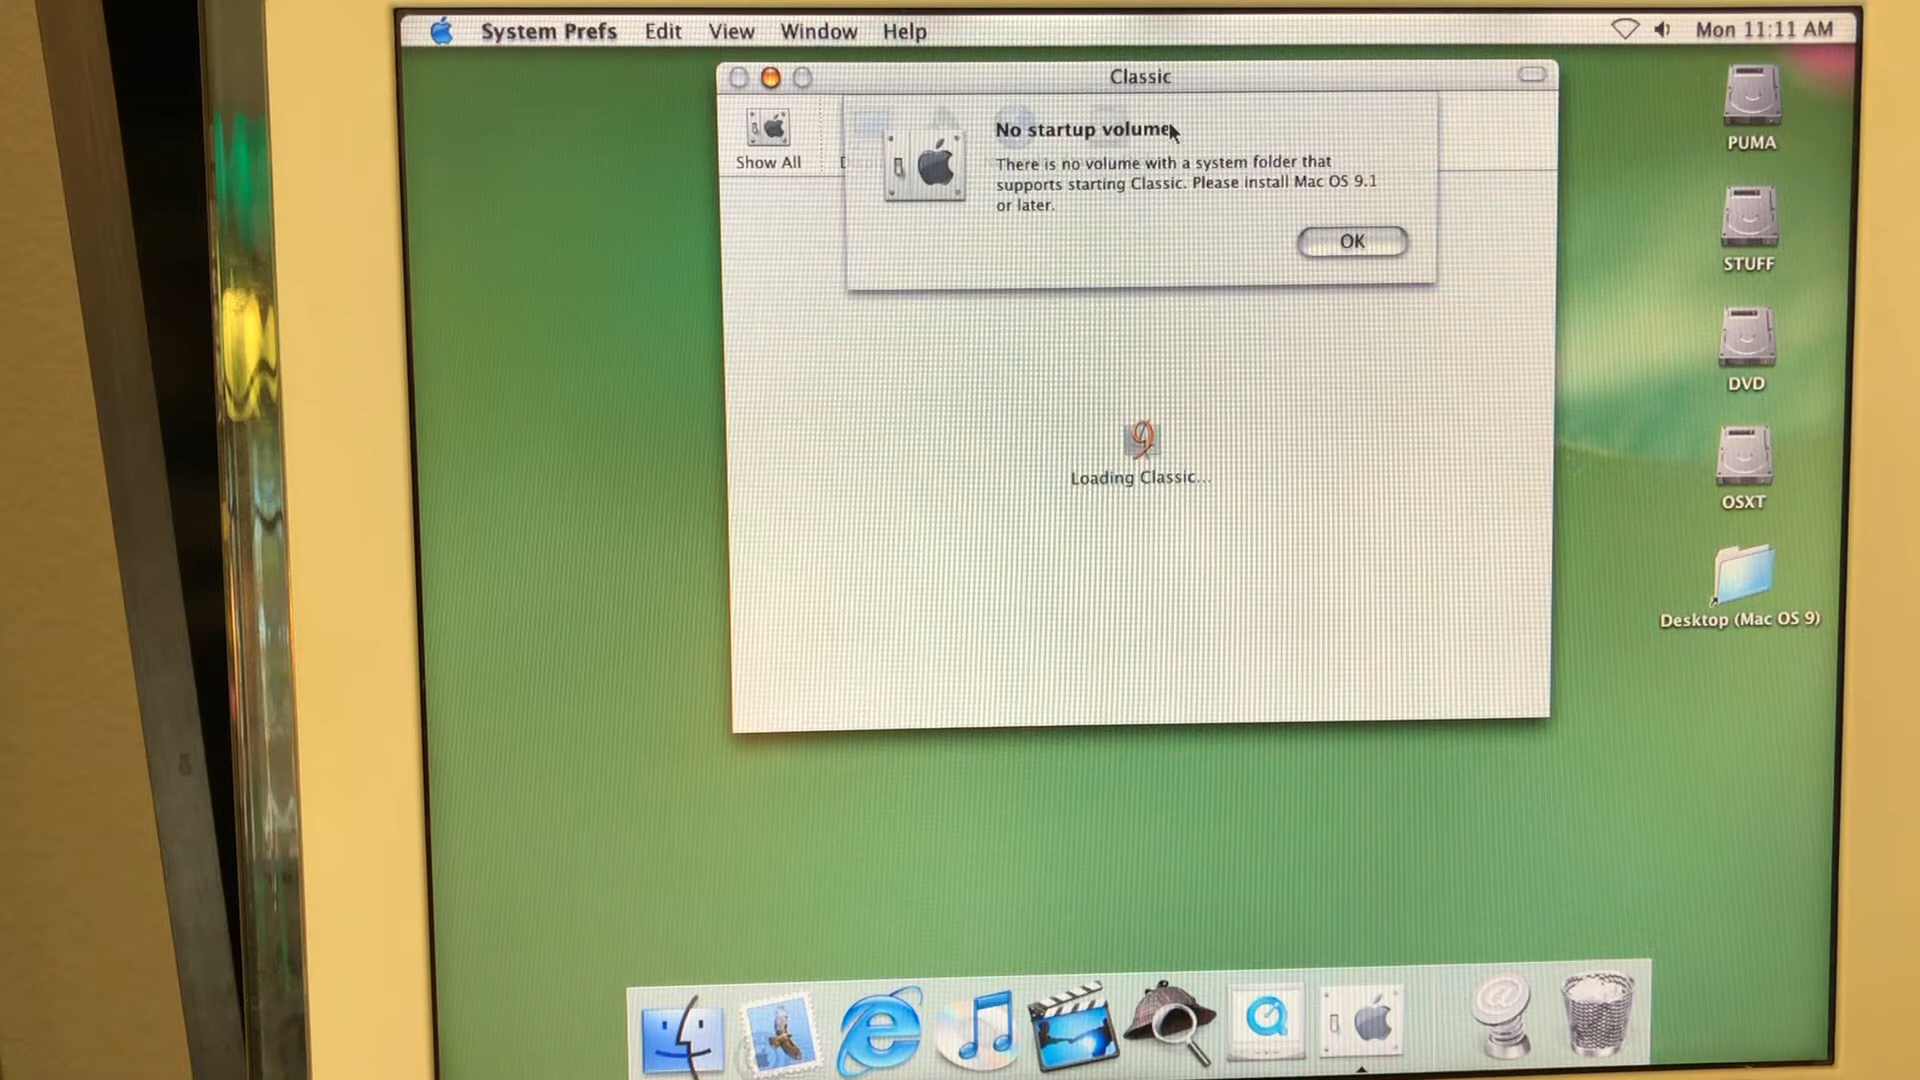 System Prefs Edit View Window Help Mon 11:11 AM
Classic
Show All
No startup volume
There is no volume with a system folder that
supports starting Classic. Please install Mac OS 9.1
or later.
OK
9
Loading Classic...
PUMA
STUFF
DVD
OSXT
Desktop (Mac OS 9)